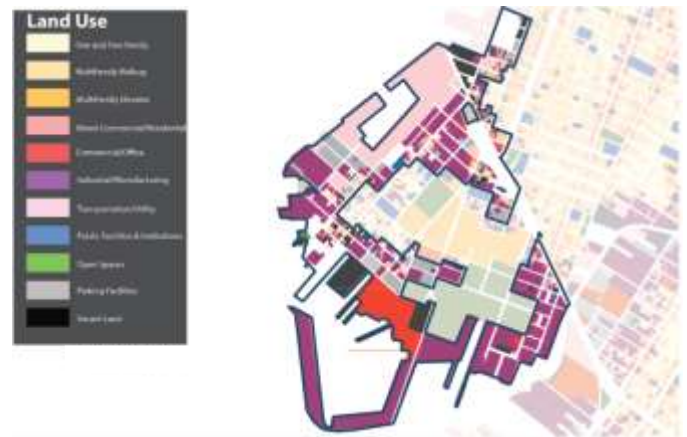 Land Use
One and Two Family
Multifamily Walkup
Multifamily Elevator
Mixed Commercial/Residential
Commercial/Office
Industrial/Manufacturing
Transportation/Utility
Public Facilities & Institutions
Open Spaces
Parking Facilities
Vacant Land